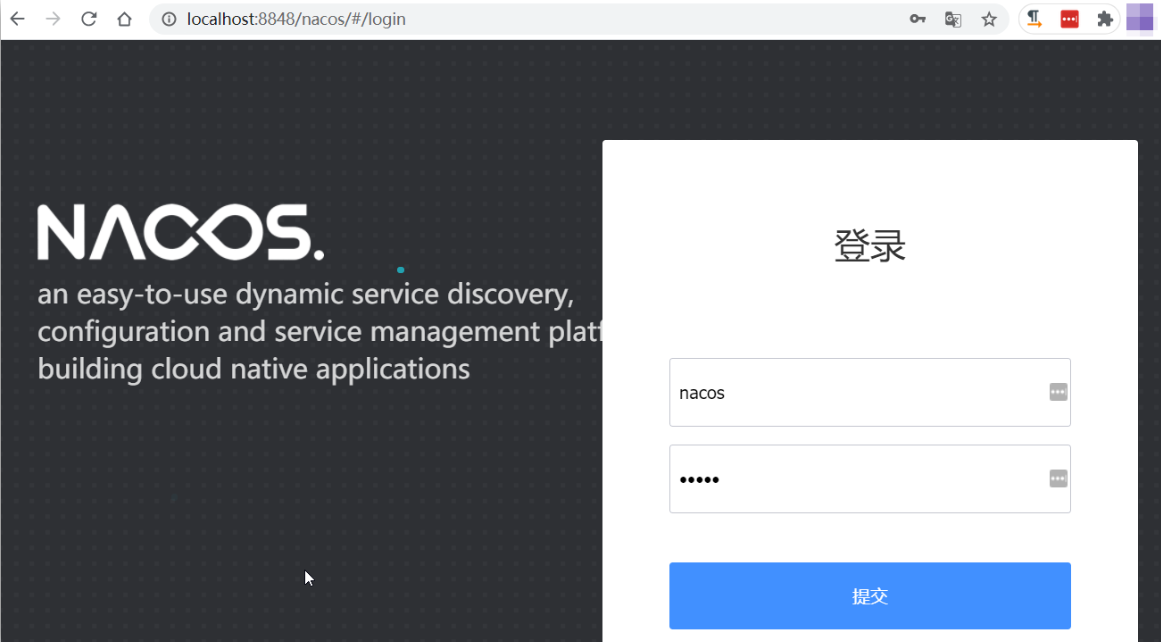 localhost:8848/nacos/#/login
NACOS.
an easy-to-use dynamic service discovery,
configuration and service management platf
building cloud native applications
登录
nacos
•••••
提交